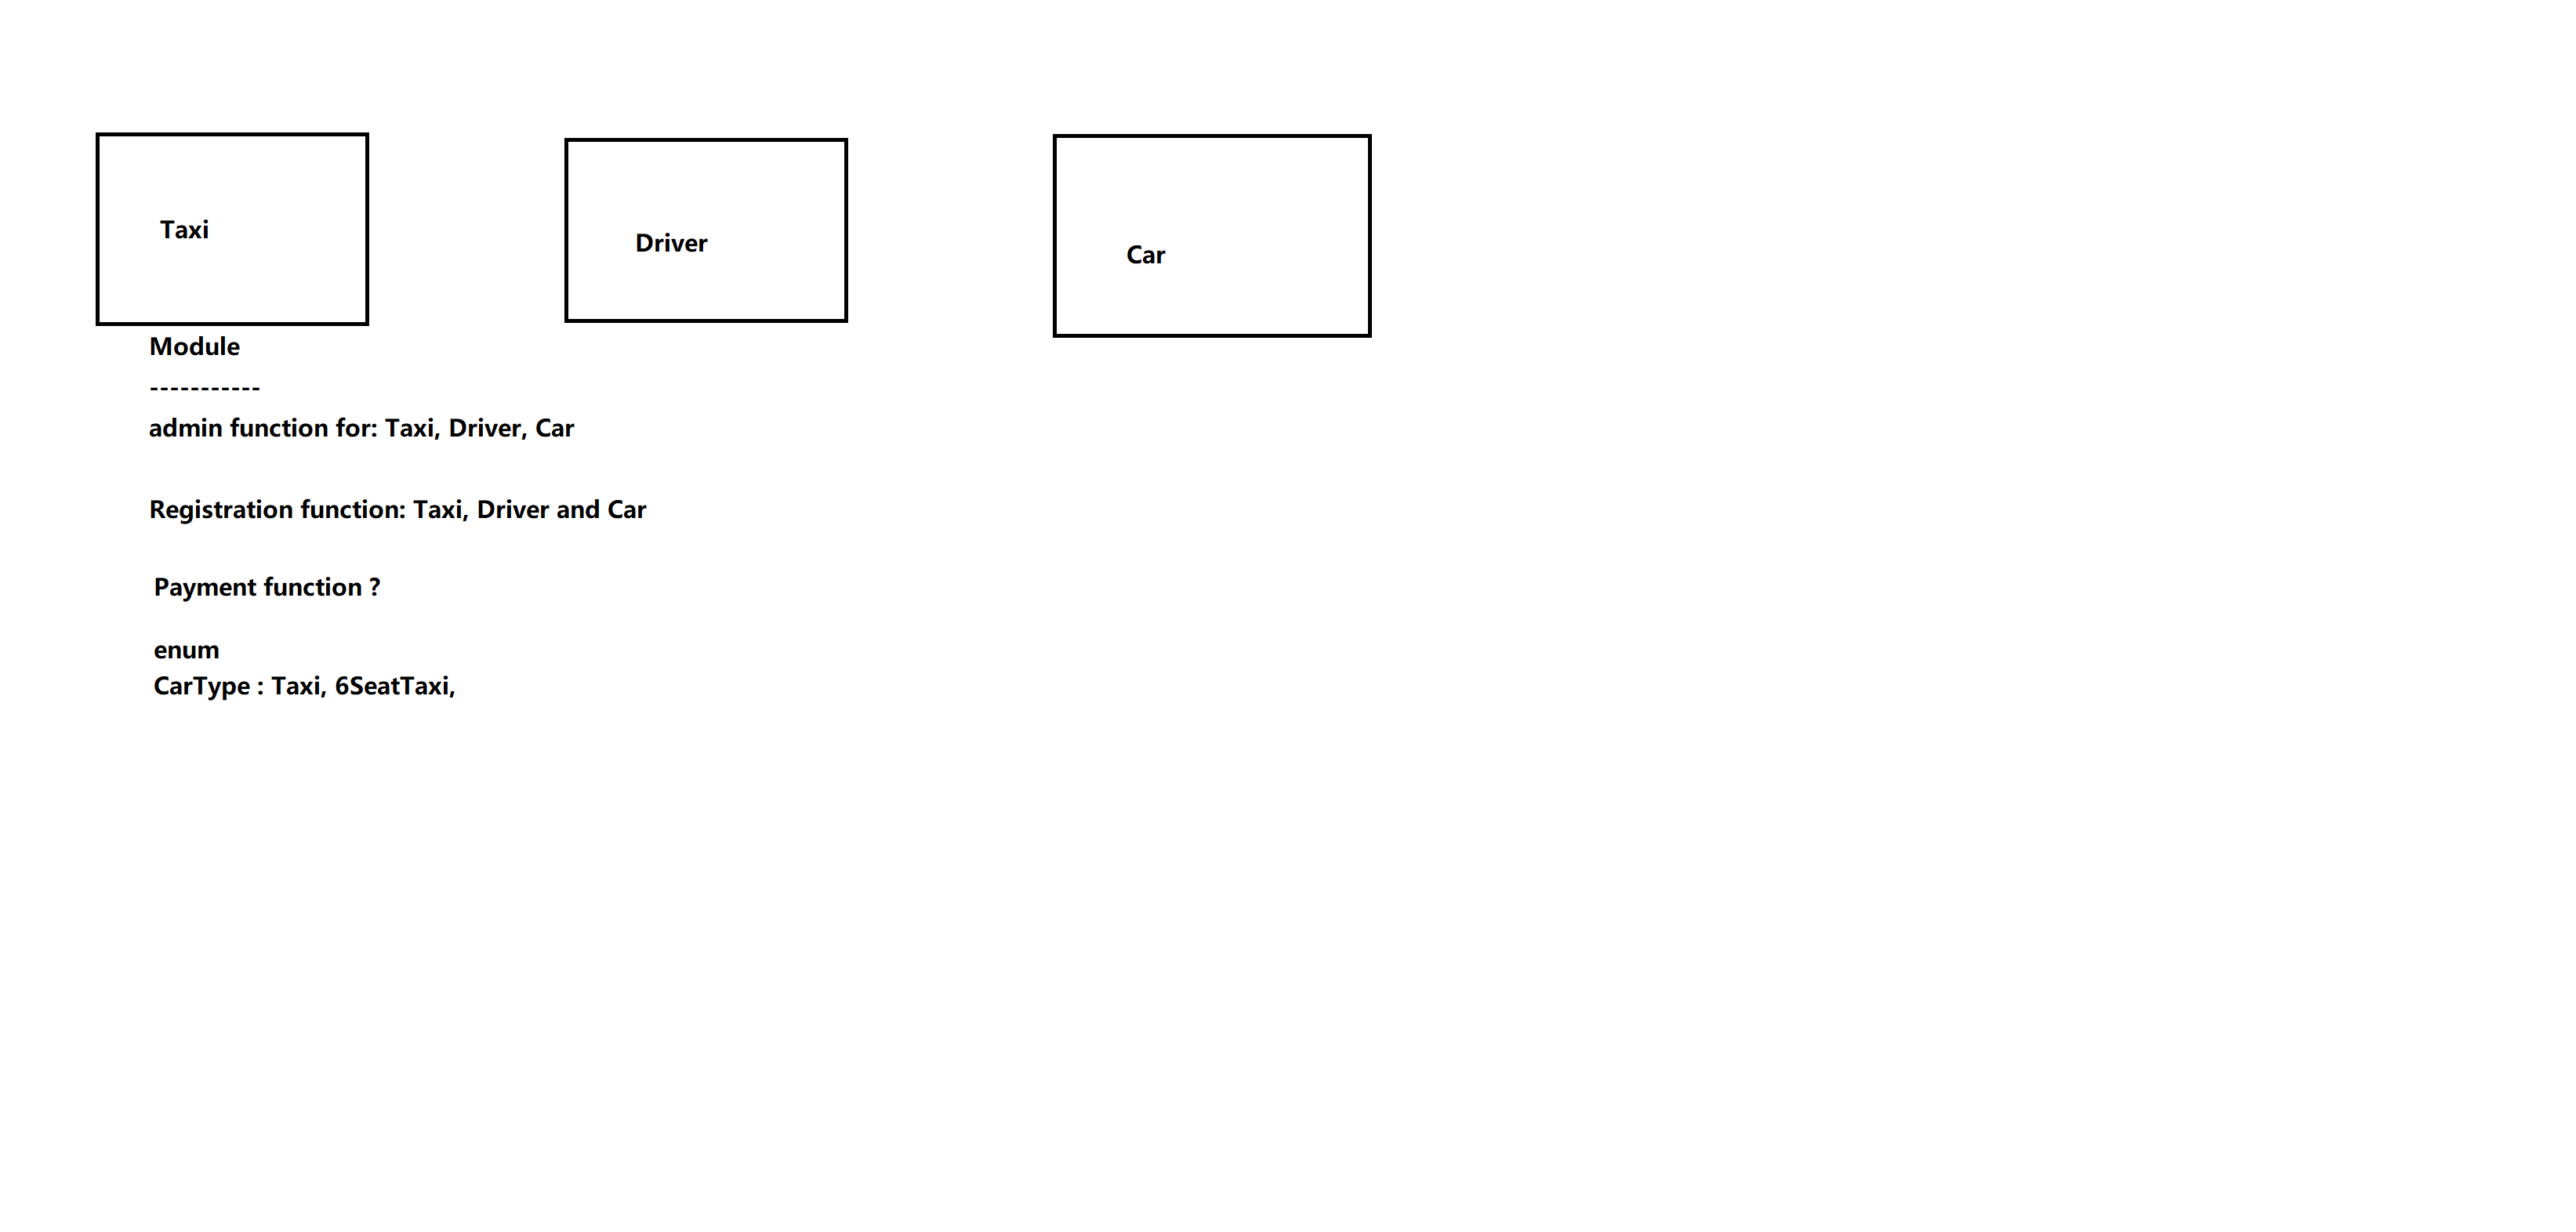 Taxi
Driver
Car
Module
-----------
admin function for: Taxi, Driver, Car
Registration function: Taxi, Driver and Car
Payment function ?
enum
CarType : Taxi, 6SeatTaxi,